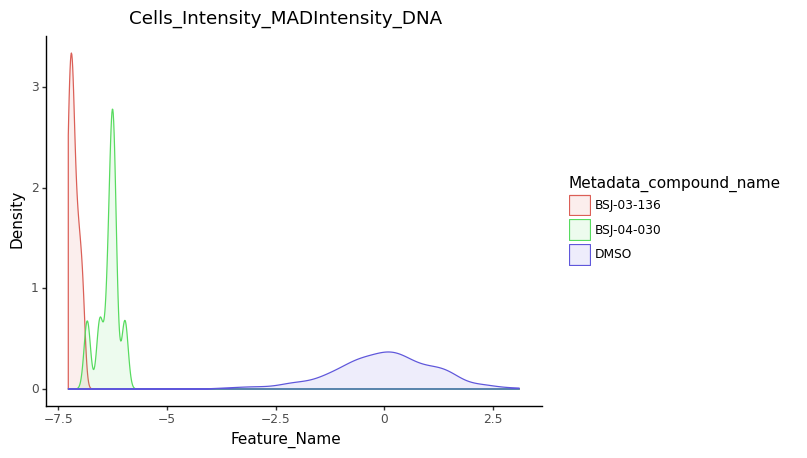 Cells_Intensity_MADIntensity_DNA
Density
3
2
1
0
−7.5
−5
−2.5
0
2.5
Feature_Name
Metadata_compound_name
BSJ-03-136
BSJ-04-030
DMSO